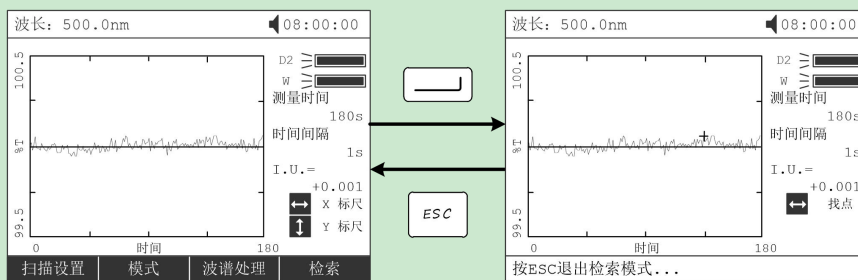 波长: 500.0nm 08:00:00
100.5
D2
W
测量时间
180s
时间间隔
%T
1s
I.U.=
+0.001
X 标尺
Y 标尺
99.5
0 时间 180
扫描设置 模式 波谱处理 检索
ESC
波长: 500.0nm 08:00:00
100.5
D2
W
测量时间
180s
时间间隔
%T
1s
I.U.=
+0.001
找点
99.5
0 时间 180
按ESC退出检索模式...